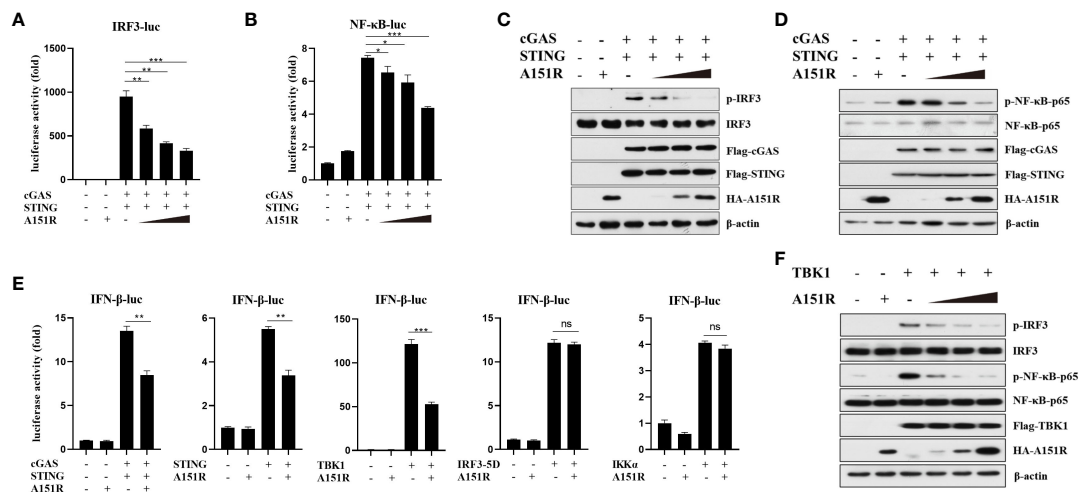 A
IRF3-luc
luciferase activity (fold)
1500
1000
500
0
cGAS - - + + + +
STING - - + + + +
A151R - + -
** ** ***
B
NF-κB-luc
luciferase activity (fold)
10
8
6
4
2
0
cGAS - - + + + +
STING - - + + + +
A151R - + -
* * ***
C
cGAS - - + + + +
STING - - + + + +
A151R - + -
p-IRF3
IRF3
Flag-cGAS
Flag-STING
HA-A151R
β-actin
D
cGAS - - + + + +
STING - - + + + +
A151R - + -
p-NF-κB-p65
NF-κB-p65
Flag-cGAS
Flag-STING
HA-A151R
β-actin
E
IFN-β-luc
luciferase activity (fold)
15
10
5
0
**
cGAS - - + +
STING - - + +
A151R - + - +
IFN-β-luc
6
4
2
0
**
STING - - + +
A151R - + - +
IFN-β-luc
150
100
50
0
***
TBK1 - - + +
A151R - + - +
IFN-β-luc
15
10
5
0
ns
IRF3-5D - - + +
A151R - + - +
IFN-β-luc
5
4
3
2
1
0
ns
IKKα - - + +
A151R - + - +
F
TBK1 - - + + + +
A151R - + -
p-IRF3
IRF3
p-NF-κB-p65
NF-κB-p65
Flag-TBK1
HA-A151R
β-actin